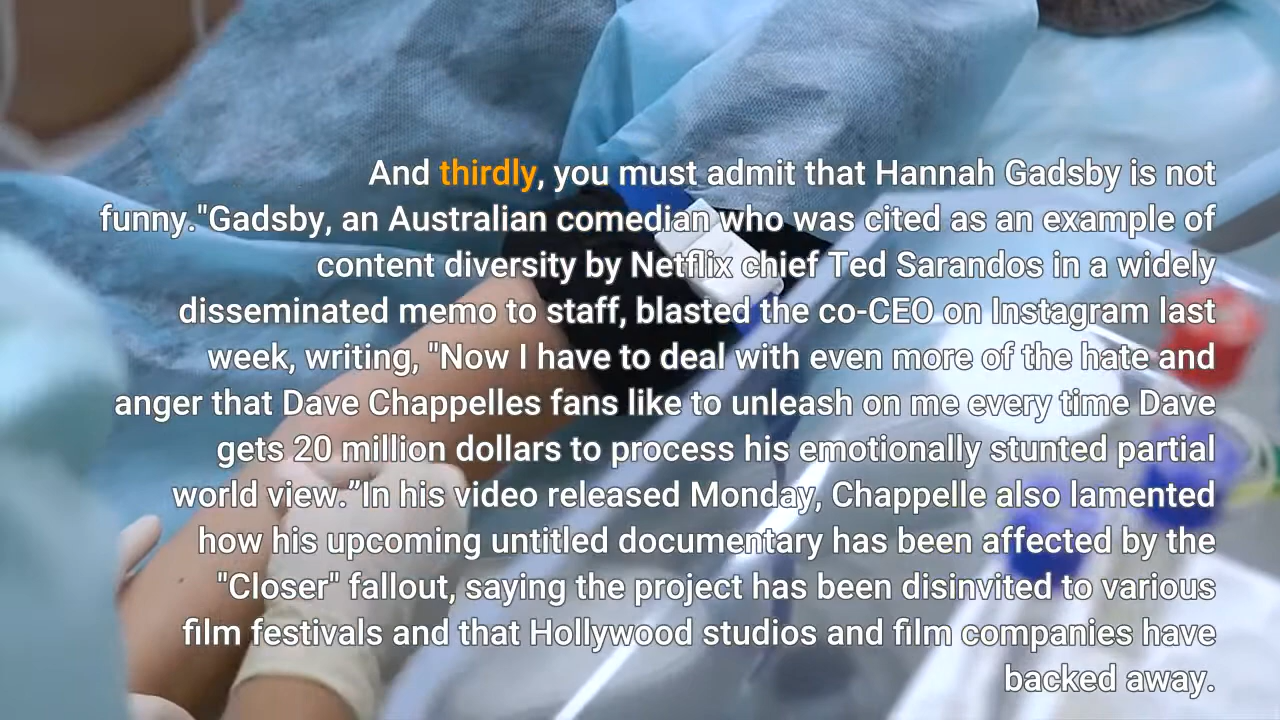 And thirdly, you must admit that Hannah Gadsby is not
funny."Gadsby, an Australian comedian who was cited as an example of
content diversity by Netflix chief Ted Sarandos in a widely
disseminated memo to staff, blasted the co-CEO on Instagram last
week, writing, "Now I have to deal with even more of the hate and
anger that Dave Chappelles fans like to unleash on me every time Dave
gets 20 million dollars to process his emotionally stunted partial
world view.”In his video released Monday, Chappelle also lamented
how his upcoming untitled documentary has been affected by the
"Closer" fallout, saying the project has been disinvited to various
film festivals and that Hollywood studios and film companies have
backed away.